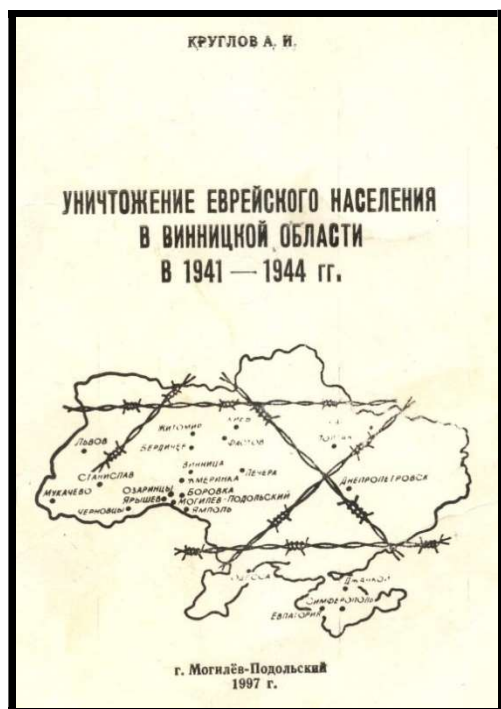 КРУГЛОВ А. И.
УНИЧТОЖЕНИЕ ЕВРЕЙСКОГО НАСЕЛЕНИЯ
В ВИННИЦКОЙ ОБЛАСТИ
В 1941 — 1944 гг.
ЖИТОМИР
КИЕВ
ЛЬВОВ
БЕРДИЧЕВ
ФАСТОВ
ВИННИЦА
ПЕЧЕРА
СТАНИСЛАВ
ЖМЕРИНКА
ДНЕПРОПЕТРОВСК
МУКАЧЕВО
ОЗАРИНЦЫ
БОРОВКА
ЯРЫШЕВ
МОГИЛЕВ-ПОДОЛЬСКИЙ
ЧЕРНОВЦЫ
ЯМПОЛЬ
ОДЕССА
ДЖАНКОЙ
СИМФЕРОПОЛЬ
ЕВПАТОРИЯ
г. Могилёв-Подольский
1997 г.